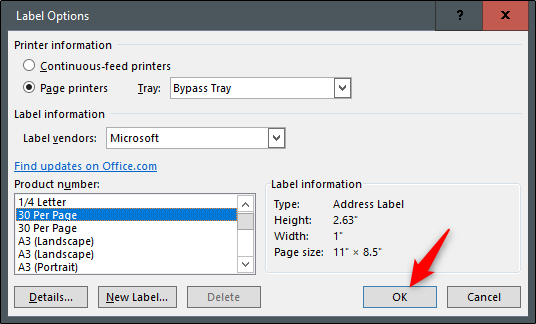 Label Options
? X
Printer information
Continuous-feed printers
Page printers Tray: Bypass Tray
Label information
Label vendors: Microsoft
Find updates on Office.com
Product number:
1/4 Letter
30 Per Page
30 Per Page
A3 (Landscape)
A3 (Landscape)
A3 (Portrait)
Label information
Type: Address Label
Height: 2.63"
Width: 1"
Page size: 11" × 8.5"
Details... New Label... Delete OK Cancel